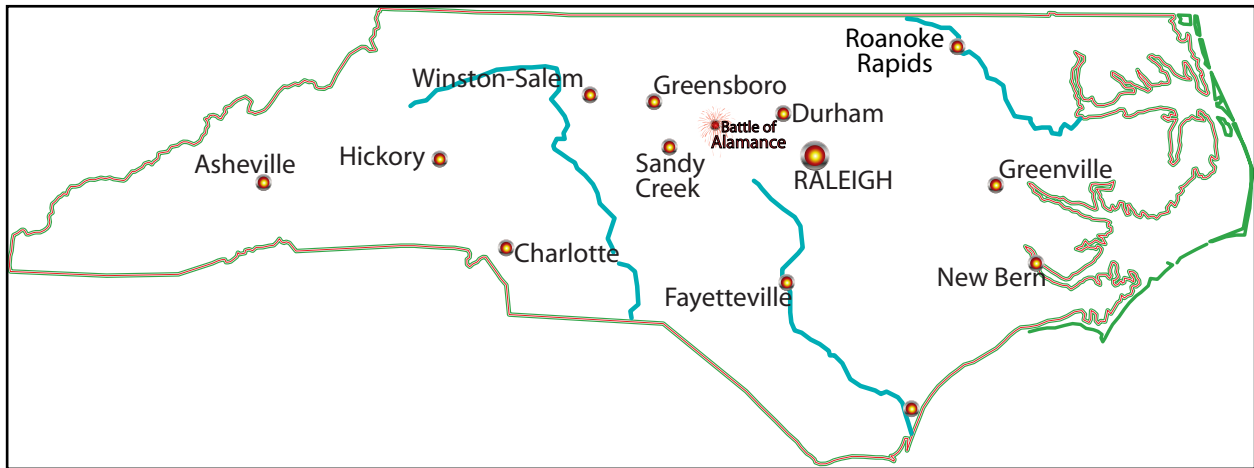 Roanoke
Rapids
Winston-Salem
Greensboro
Durham
Battle of
Alamance
Asheville
Hickory
Sandy
Creek
RALEIGH
Greenville
Charlotte
Fayetteville
New Bern